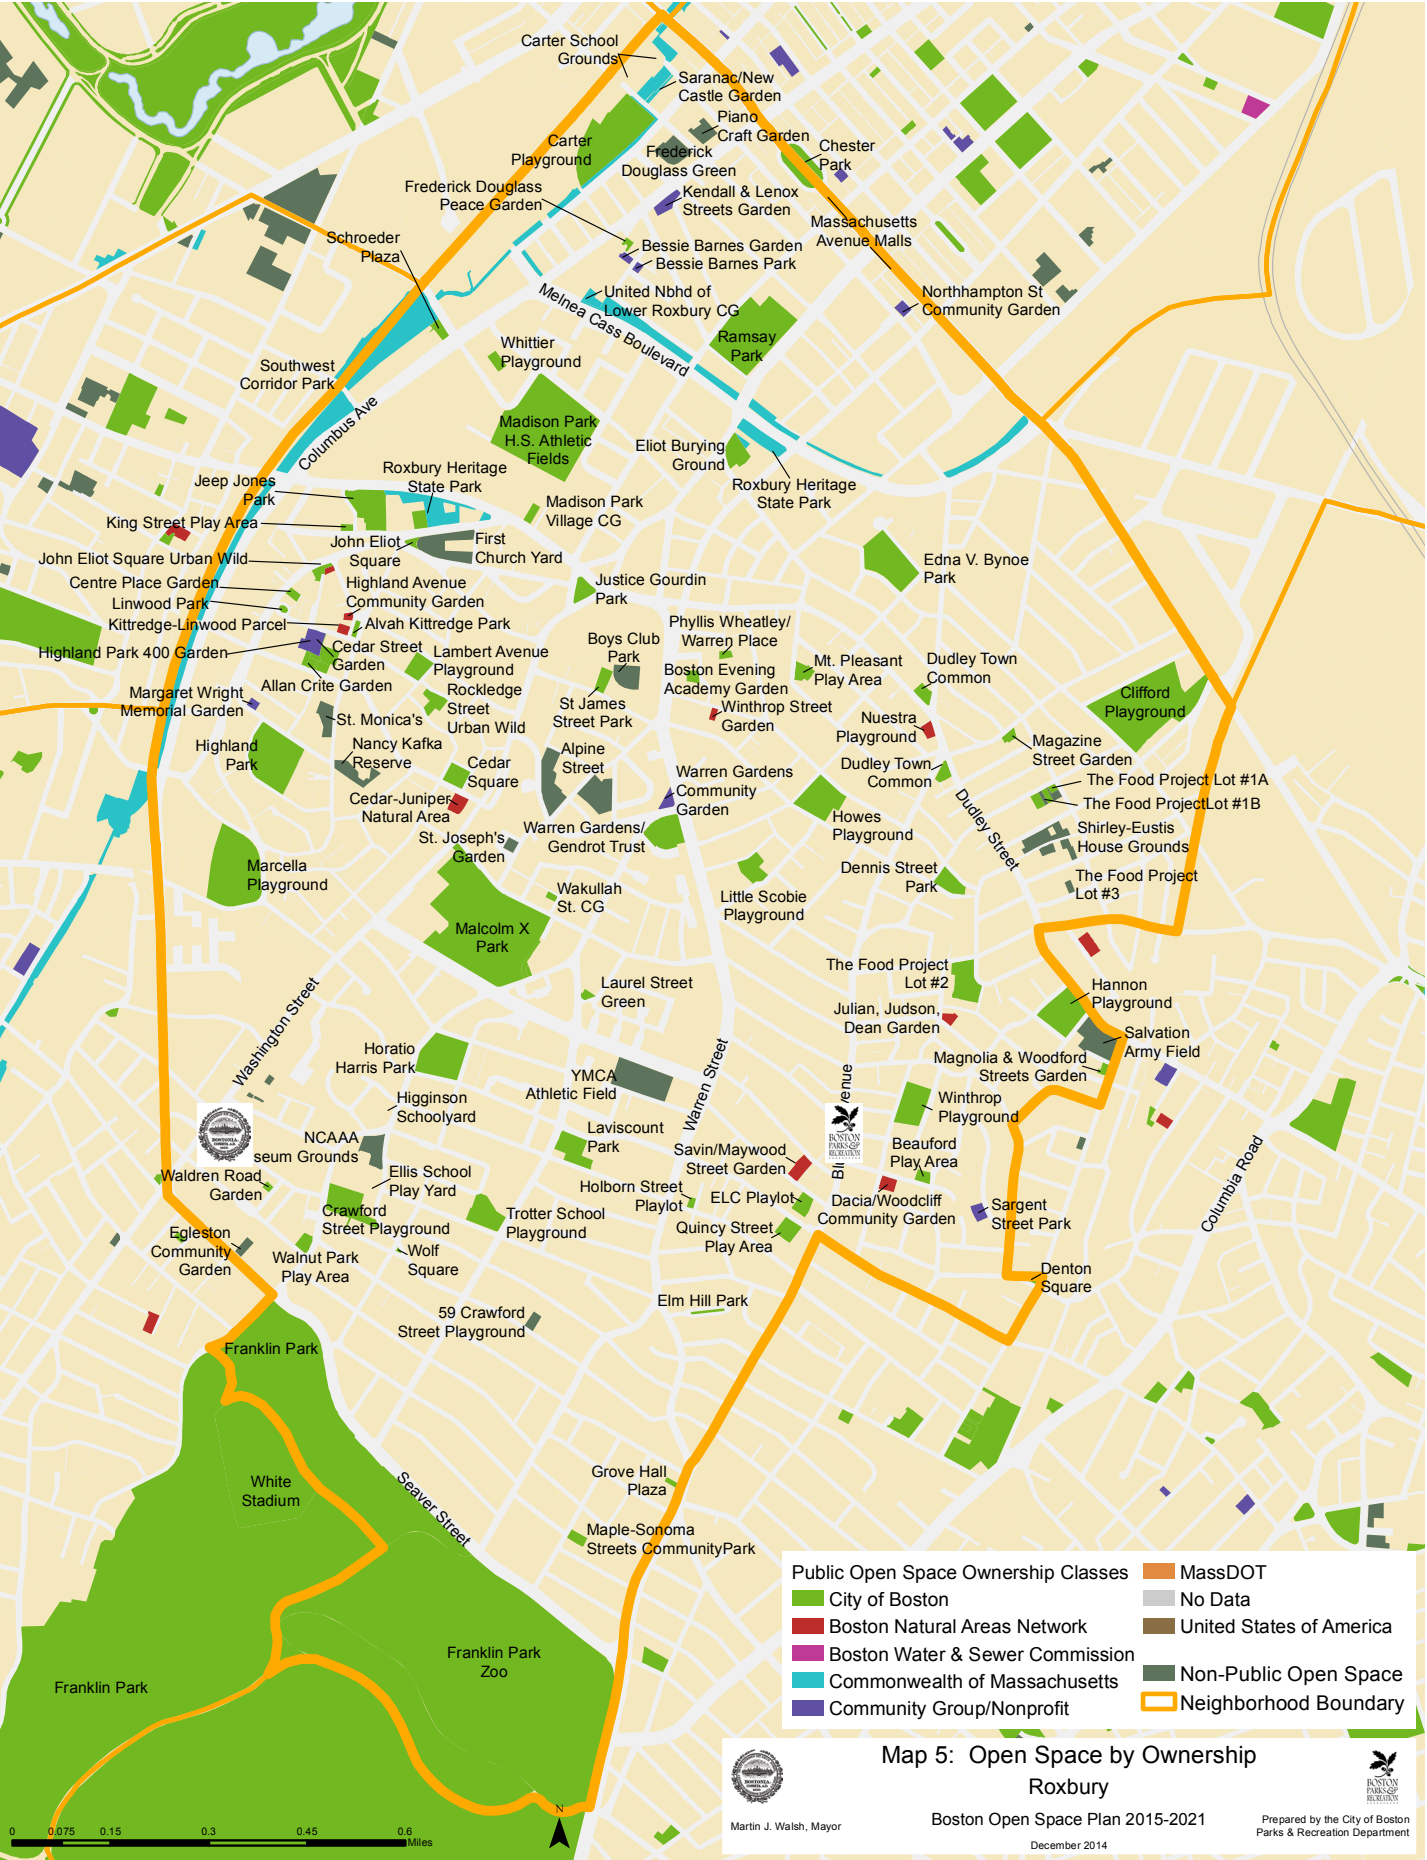 Carter School
Grounds
Saranac/New
Castle Garden
Piano
Craft Garden
Carter
Playground
Frederick
Douglass Green
Chester
Park
Frederick Douglass
Peace Garden
Kendall & Lenox
Streets Garden
Massachusetts
Avenue Malls
Schroeder
Plaza
Bessie Barnes Garden
Bessie Barnes Park
Melnea Cass Boulevard
United Nbhd of
Lower Roxbury CG
Northhampton St
Community Garden
Ramsay
Park
Whittier
Playground
Southwest
Corridor Park
Columbus Ave
Madison Park
H.S. Athletic
Fields
Eliot Burying
Ground
Roxbury Heritage
State Park
Jeep Jones
Park
Roxbury Heritage
State Park
Madison Park
Village CG
King Street Play Area
John Eliot
Square
First
Church Yard
John Eliot Square Urban Wild
Edna V. Bynoe
Park
Centre Place Garden
Highland Avenue
Community Garden
Justice Gourdin
Park
Linwood Park
Kittredge-Linwood Parcel
Alvah Kittredge Park
Phyllis Wheatley/
Warren Place
Highland Park 400 Garden
Cedar Street
Garden
Lambert Avenue
Playground
Boys Club
Park
Boston Evening
Academy Garden
Mt. Pleasant
Play Area
Dudley Town
Common
Allan Crite Garden
Rockledge
Street
Urban Wild
St James
Street Park
Winthrop Street
Garden
Clifford
Playground
Margaret Wright
Memorial Garden
St. Monica's
Nuestra
Playground
Highland
Park
Nancy Kafka
Reserve
Cedar
Square
Alpine
Street
Magazine
Street Garden
Dudley Town
Common
Warren Gardens
Community
Garden
The Food Project Lot #1A
The Food ProjectLot #1B
Cedar-Juniper
Natural Area
Dudley Street
Howes
Playground
Shirley-Eustis
House Grounds
St. Joseph's
Garden
Warren Gardens/
Gendrot Trust
Marcella
Playground
Dennis Street
Park
The Food Project
Lot #3
Wakullah
St. CG
Little Scobie
Playground
Malcolm X
Park
The Food Project
Lot #2
Laurel Street
Green
Hannon
Playground
Washington Street
Julian, Judson,
Dean Garden
Salvation
Army Field
Horatio
Harris Park
YMCA
Athletic Field
Warren Street
Magnolia & Woodford
Streets Garden
Higginson
Schoolyard
Winthrop
Playground
Bl
venue
BOSTONIA
BOSTON
PARKS &
RECREATION
Laviscount
Park
NCAAA
seum Grounds
Savin/Maywood
Street Garden
Beauford
Play Area
Columbia Road
Waldren Road
Garden
Ellis School
Play Yard
Holborn Street
Playlot
ELC Playlot
Dacia/Woodcliff
Community Garden
Crawford
Street Playground
Trotter School
Playground
Sargent
Street Park
Quincy Street
Play Area
Egleston
Community
Garden
Walnut Park
Play Area
Wolf
Square
Denton
Square
Elm Hill Park
59 Crawford
Street Playground
Franklin Park
White
Stadium
Seaver Street
Grove Hall
Plaza
Maple-Sonoma
Streets CommunityPark
Franklin Park
Zoo
Franklin Park
Public Open Space Ownership Classes
City of Boston
Boston Natural Areas Network
Boston Water & Sewer Commission
Commonwealth of Massachusetts
Community Group/Nonprofit
MassDOT
No Data
United States of America
Non-Public Open Space
Neighborhood Boundary
Map 5: Open Space by Ownership
Roxbury
Boston Open Space Plan 2015-2021
December 2014
BOSTONIA
Martin J. Walsh, Mayor
BOSTON
PARKS &
RECREATION
Prepared by the City of Boston
Parks & Recreation Department
N
0 0.075 0.15 0.3 0.45 0.6
Miles